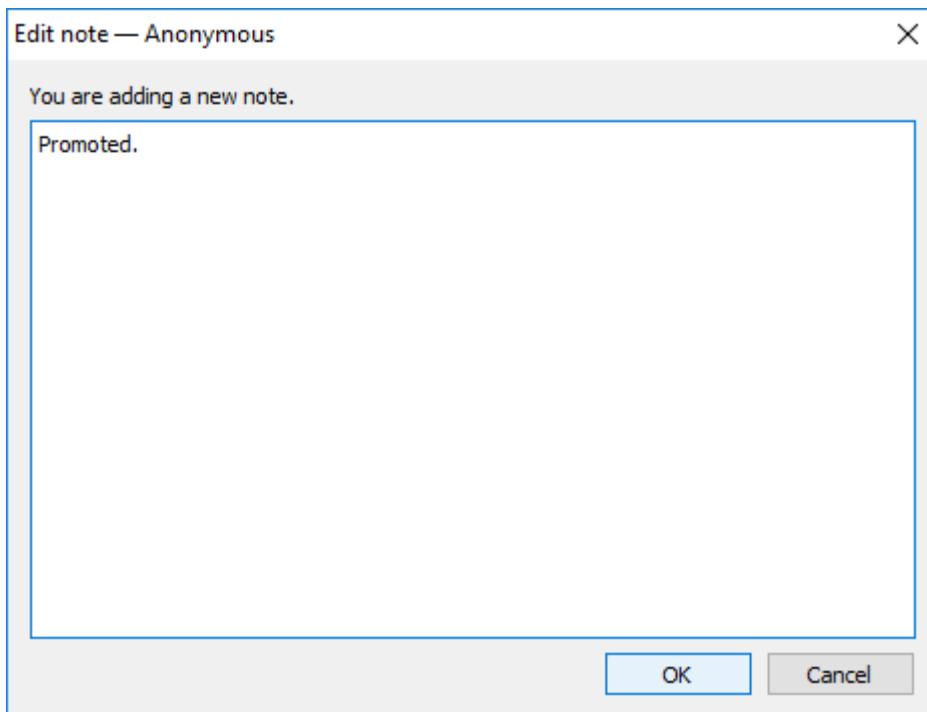 Edit note — Anonymous
You are adding a new note.
Promoted.
OK Cancel